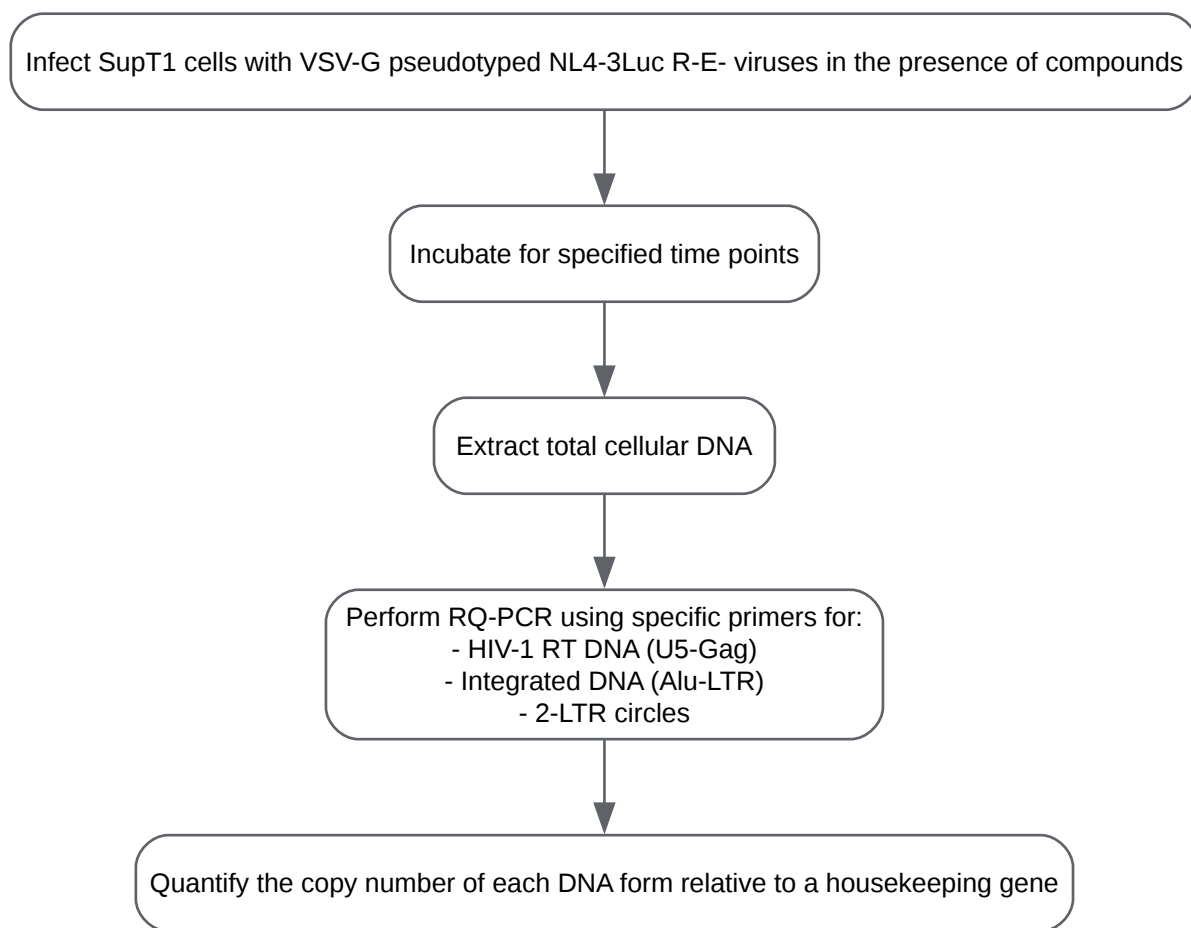 Infect SupT1 cells with VSV-G pseudotyped NL4-3Luc R-E- viruses in the presence of compounds
Incubate for specified time points
Extract total cellular DNA
Perform RQ-PCR using specific primers for:
- HIV-1 RT DNA (U5-Gag)
- Integrated DNA (Alu-LTR)
- 2-LTR circles
Quantify the copy number of each DNA form relative to a housekeeping gene